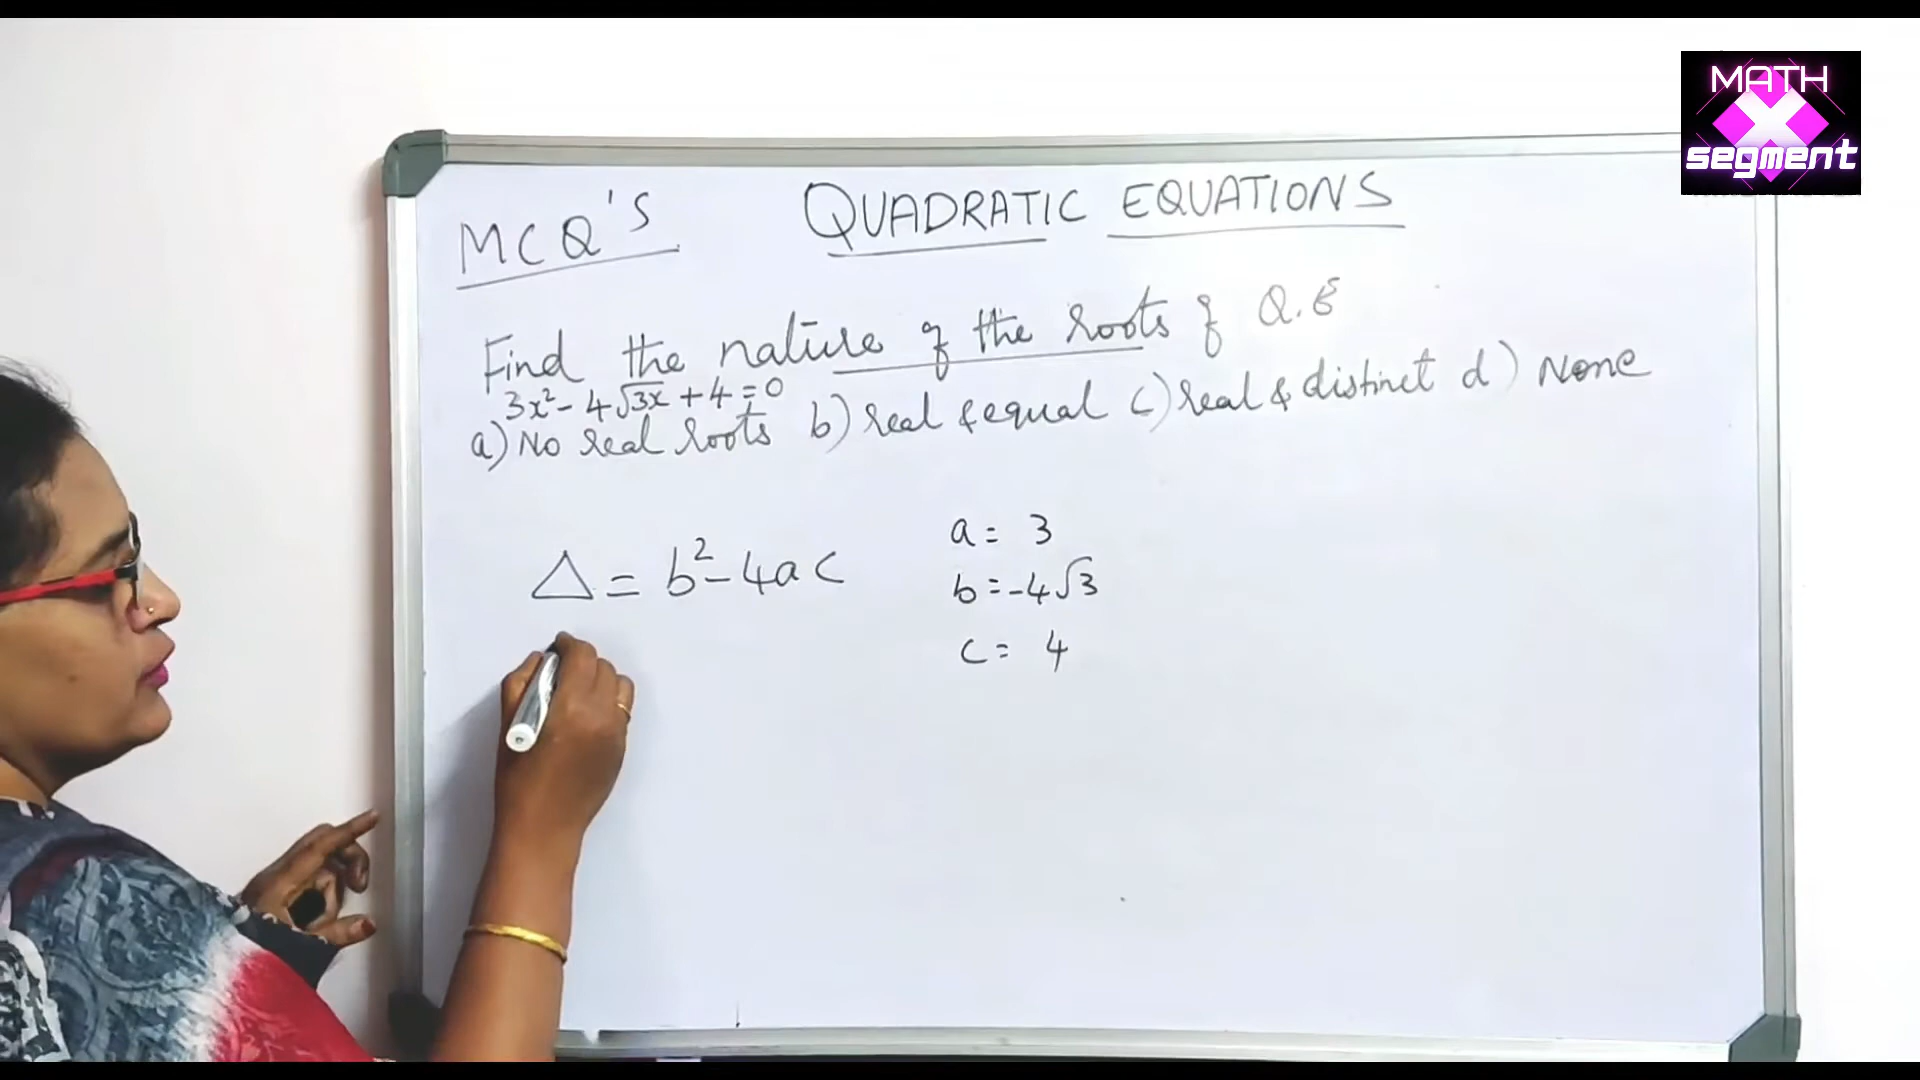 MATH
segment
MCQ'S QUADRATIC EQUATIONS
Find the nature of the roots of Q.E
3x² - 4√3x + 4 = 0
a) No real roots b) real & equal c) real & distinct d) None
△ = b² - 4ac
a = 3
b = -4√3
c = 4